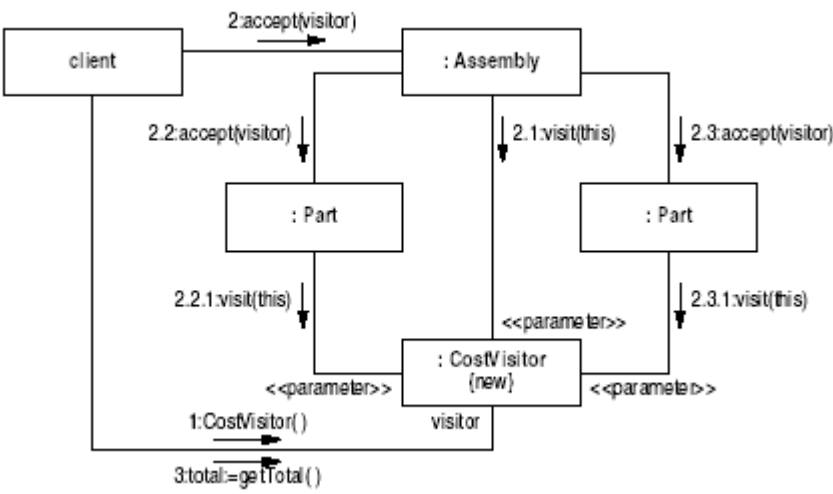 2:accept(visitor)
client
: Assembly
2.2:accept(visitor)
2.1:visit(this)
2.3:accept(visitor)
: Part
: Part
2.2.1:visit(this)
2.3.1:visit(this)
<<parameter>>
: CostVisitor
{new}
<<parameter>>
<<parameter>>
1:CostVisitor( )
visitor
3:total:=getTotal( )